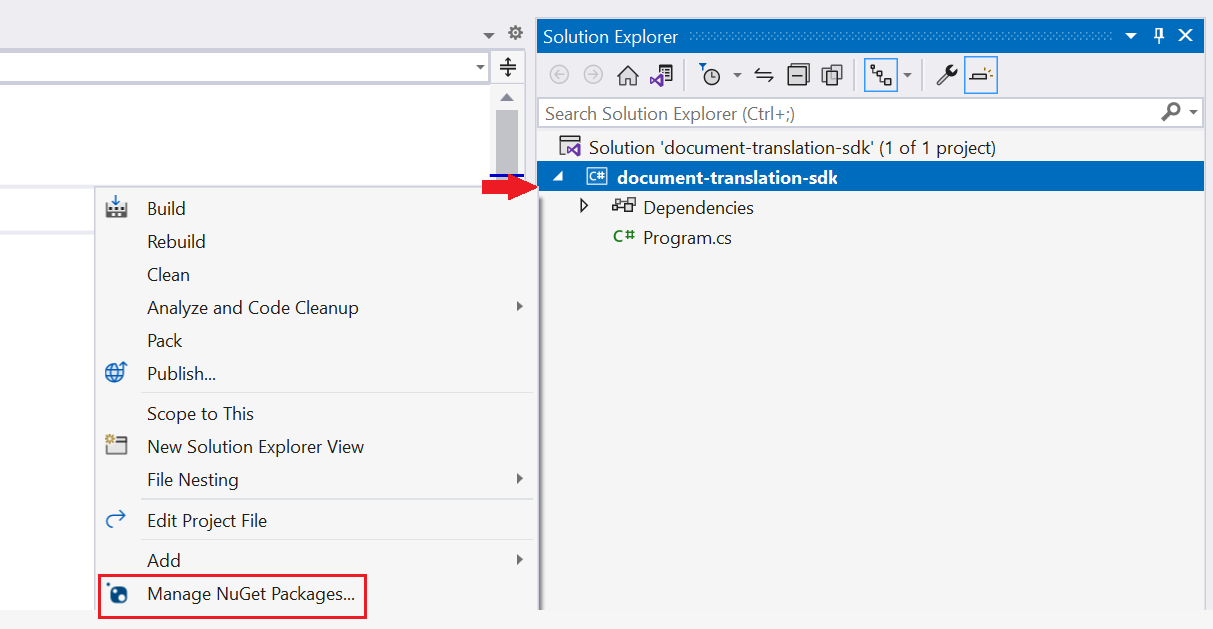 Solution Explorer
Search Solution Explorer (Ctrl+;)
Solution 'document-translation-sdk' (1 of 1 project)
C# document-translation-sdk
Dependencies
C# Program.cs
Build
Rebuild
Clean
Analyze and Code Cleanup
Pack
Publish...
Scope to This
New Solution Explorer View
File Nesting
Edit Project File
Add
Manage NuGet Packages...